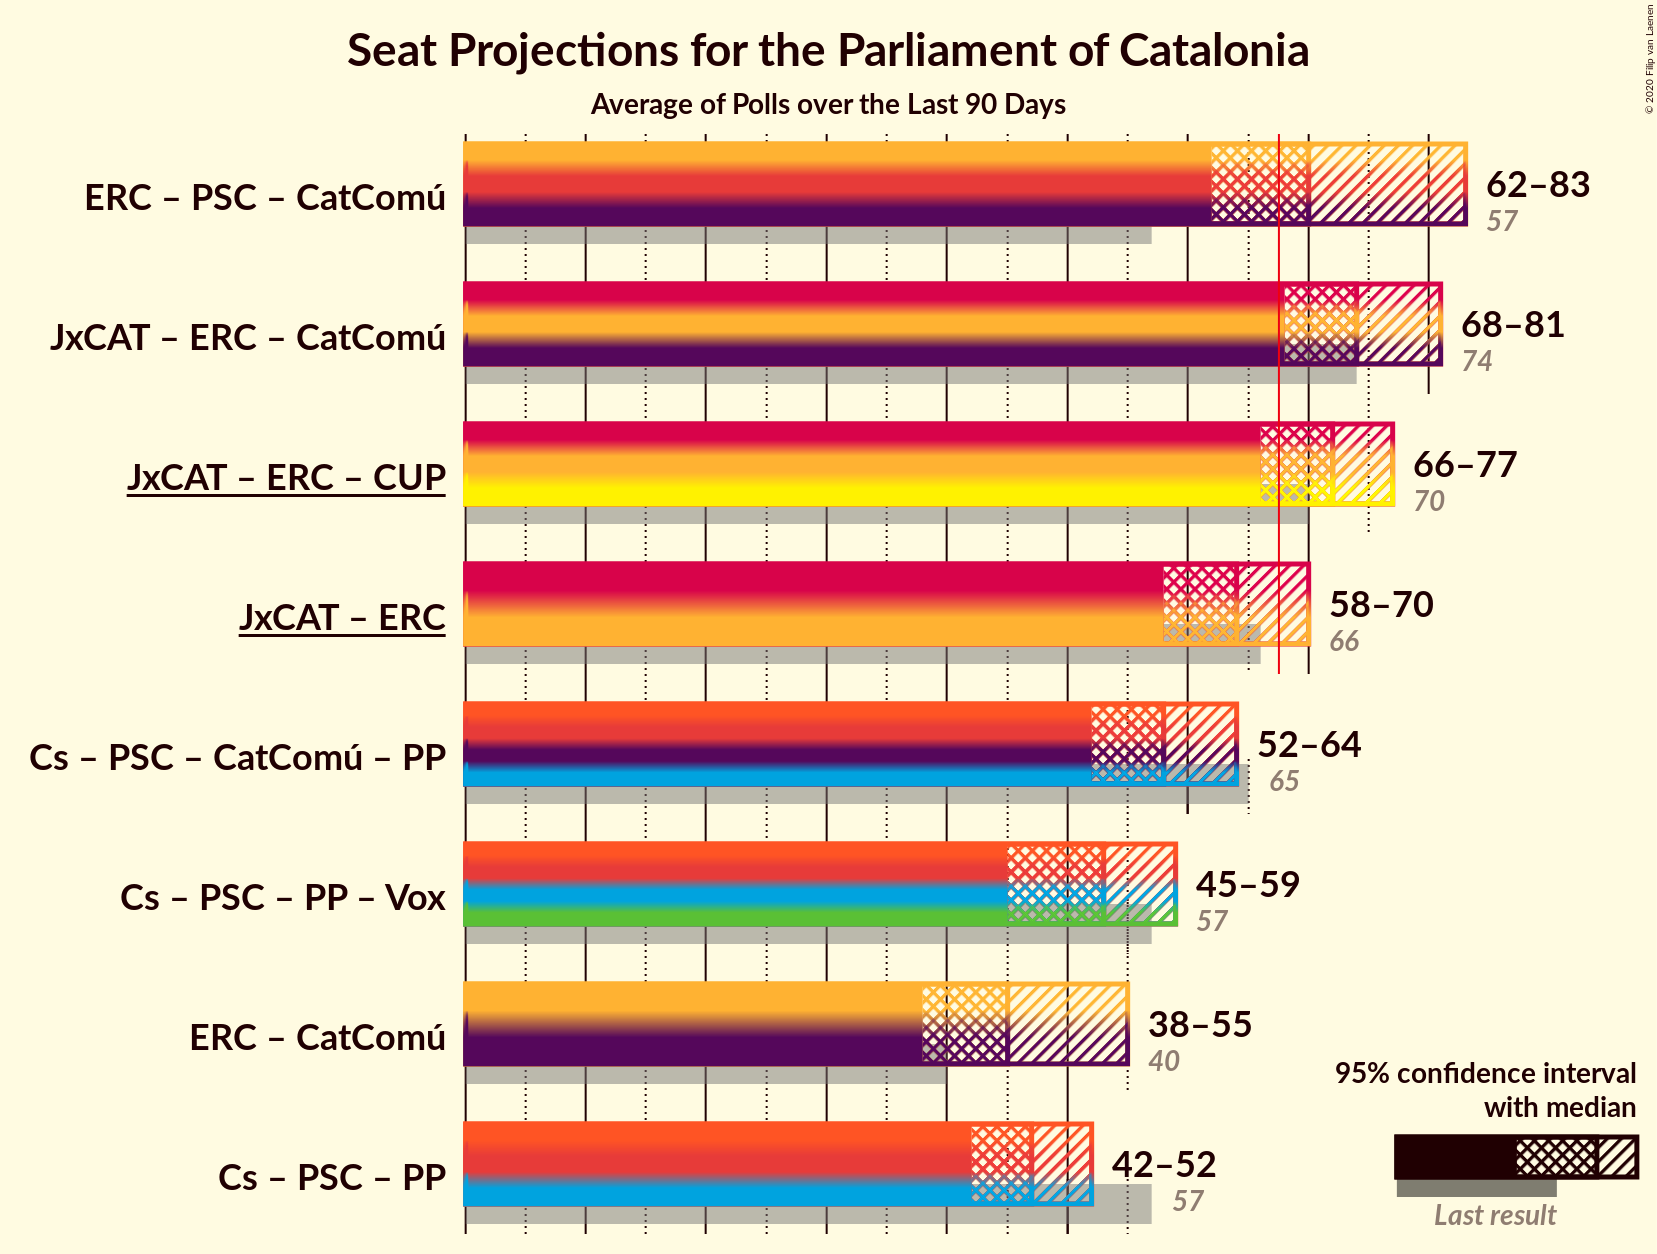 Seat Projections for the Parliament of Catalonia
Average of Polls over the Last 90 Days
© 2020 Filip van Laenen
ERC – PSC – CatComú
62–83
57
JxCAT – ERC – CatComú
68–81
74
JxCAT – ERC – CUP
66–77
70
JxCAT – ERC
58–70
66
Cs – PSC – CatComú – PP
52–64
65
Cs – PSC – PP – Vox
45–59
57
ERC – CatComú
38–55
40
Cs – PSC – PP
42–52
57
95% confidence interval
with median
Last result